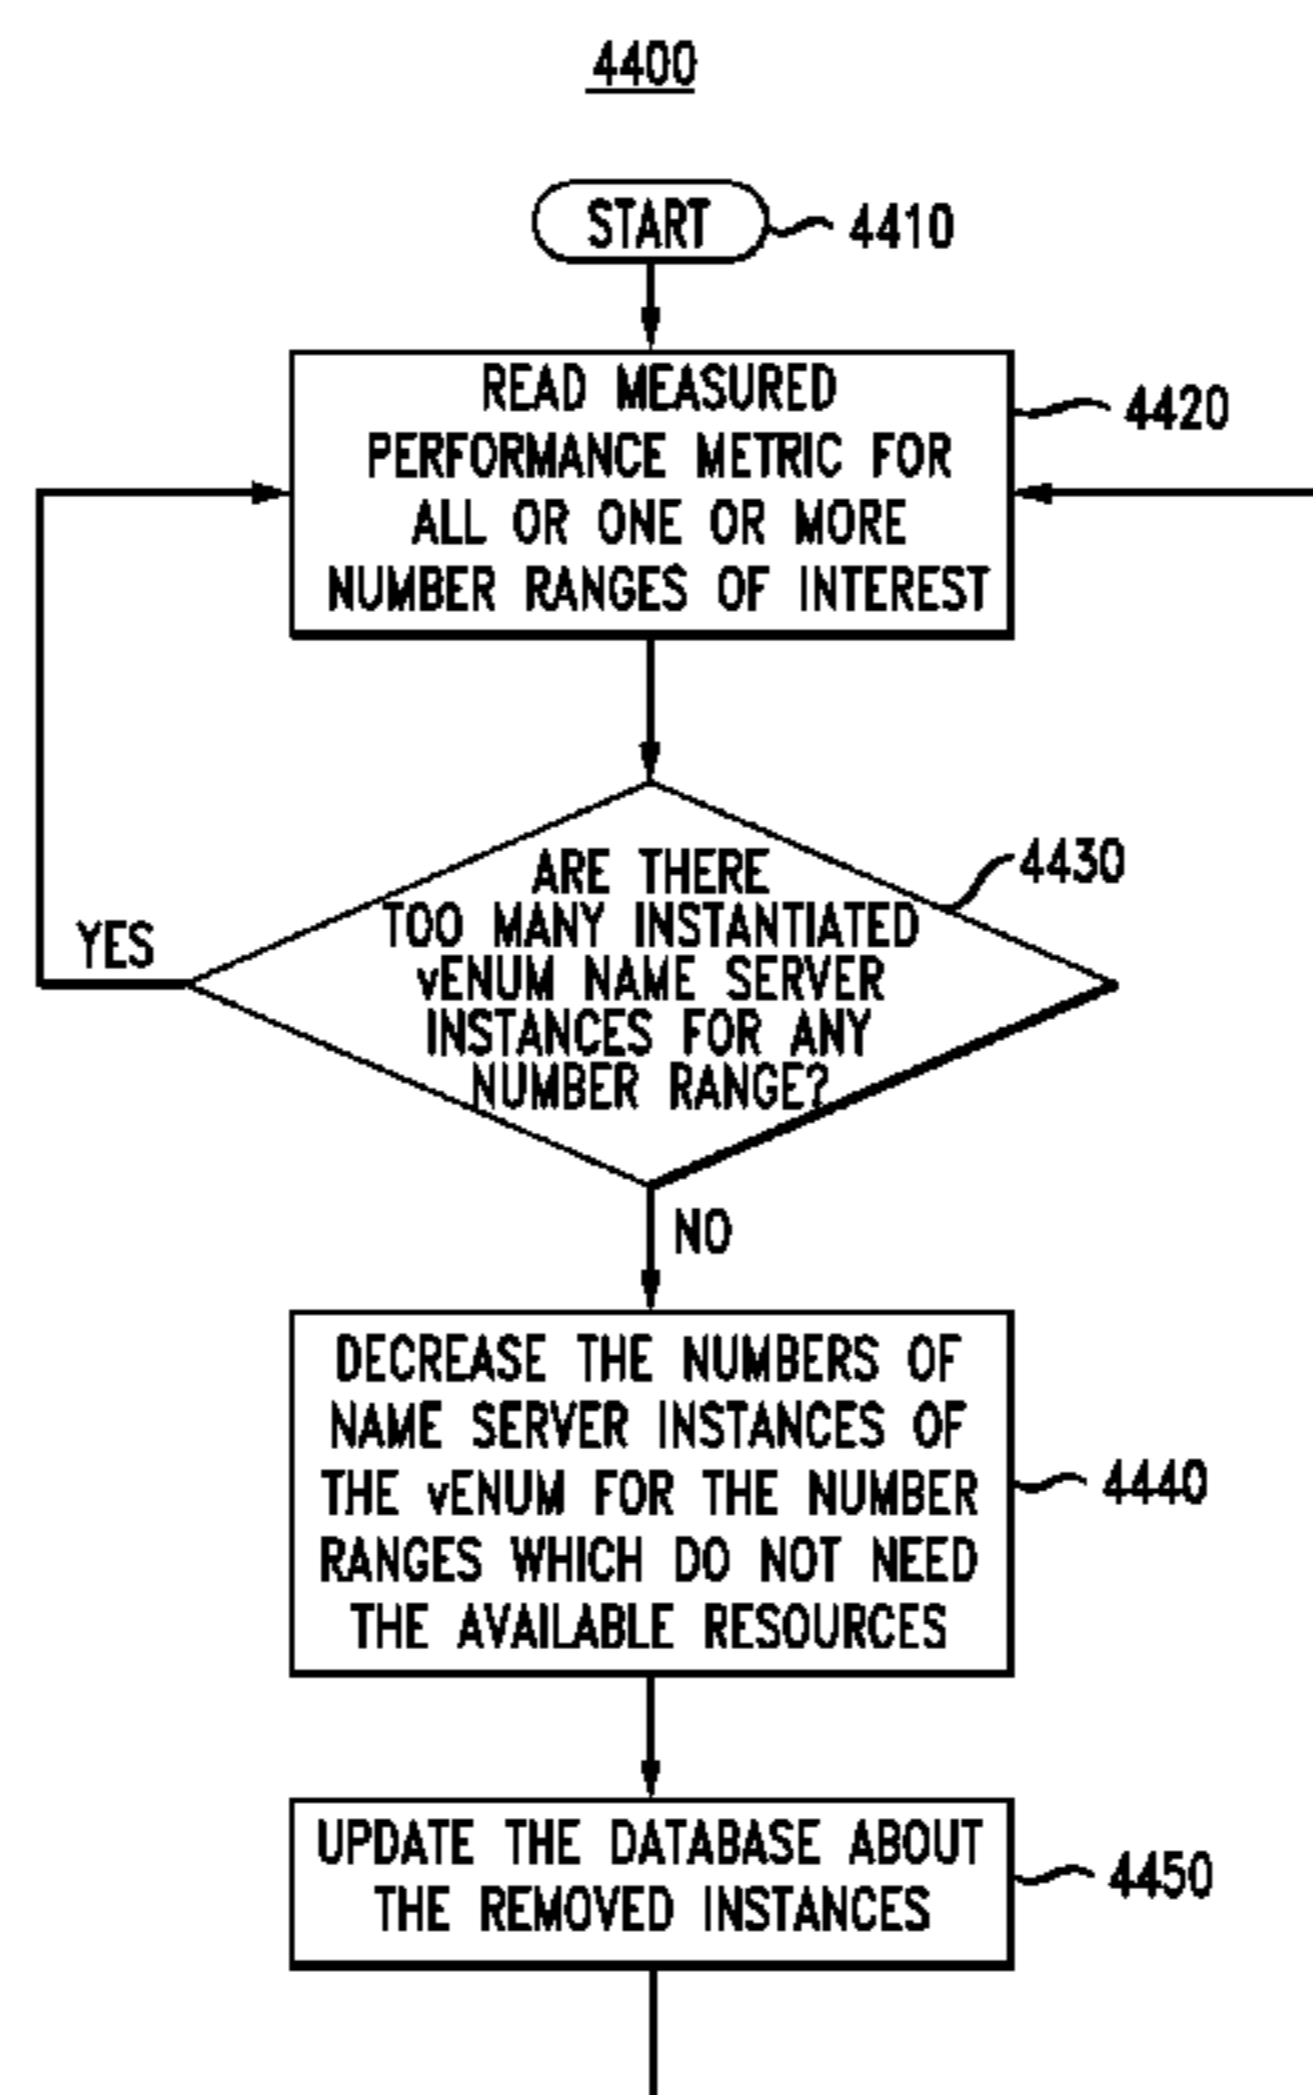 4400
START
4410
READ MEASURED
PERFORMANCE METRIC FOR
ALL OR ONE OR MORE
NUMBER RANGES OF INTEREST
4420
ARE THERE
TOO MANY INSTANTIATED
vENUM NAME SERVER
INSTANCES FOR ANY
NUMBER RANGE?
4430
YES
NO
DECREASE THE NUMBERS OF
NAME SERVER INSTANCES OF
THE vENUM FOR THE NUMBER
RANGES WHICH DO NOT NEED
THE AVAILABLE RESOURCES
4440
UPDATE THE DATABASE ABOUT
THE REMOVED INSTANCES
4450